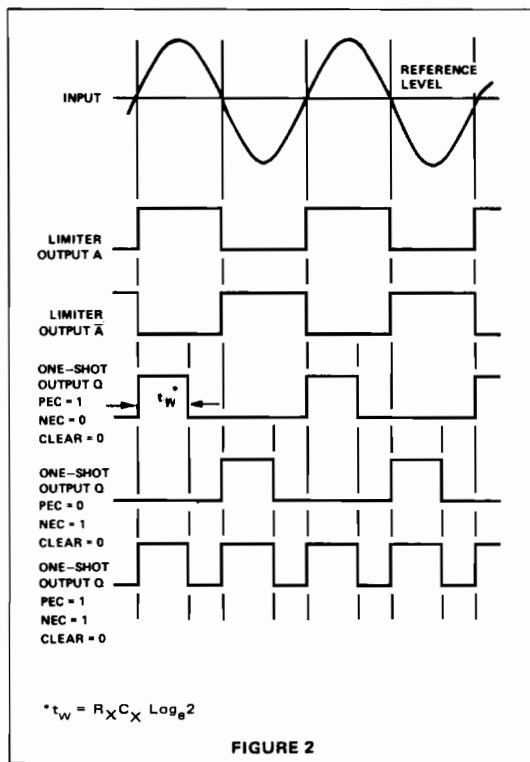 REFERENCE
LEVEL
INPUT
LIMITER
OUTPUT A
LIMITER
OUTPUT A̅
ONE-SHOT
OUTPUT Q
PEC = 1
NEC = 0
CLEAR = 0
tW*
ONE-SHOT
OUTPUT Q
PEC = 0
NEC = 1
CLEAR = 0
ONE-SHOT
OUTPUT Q
PEC = 1
NEC = 1
CLEAR = 0
*tW = RXCX Loge2
FIGURE 2